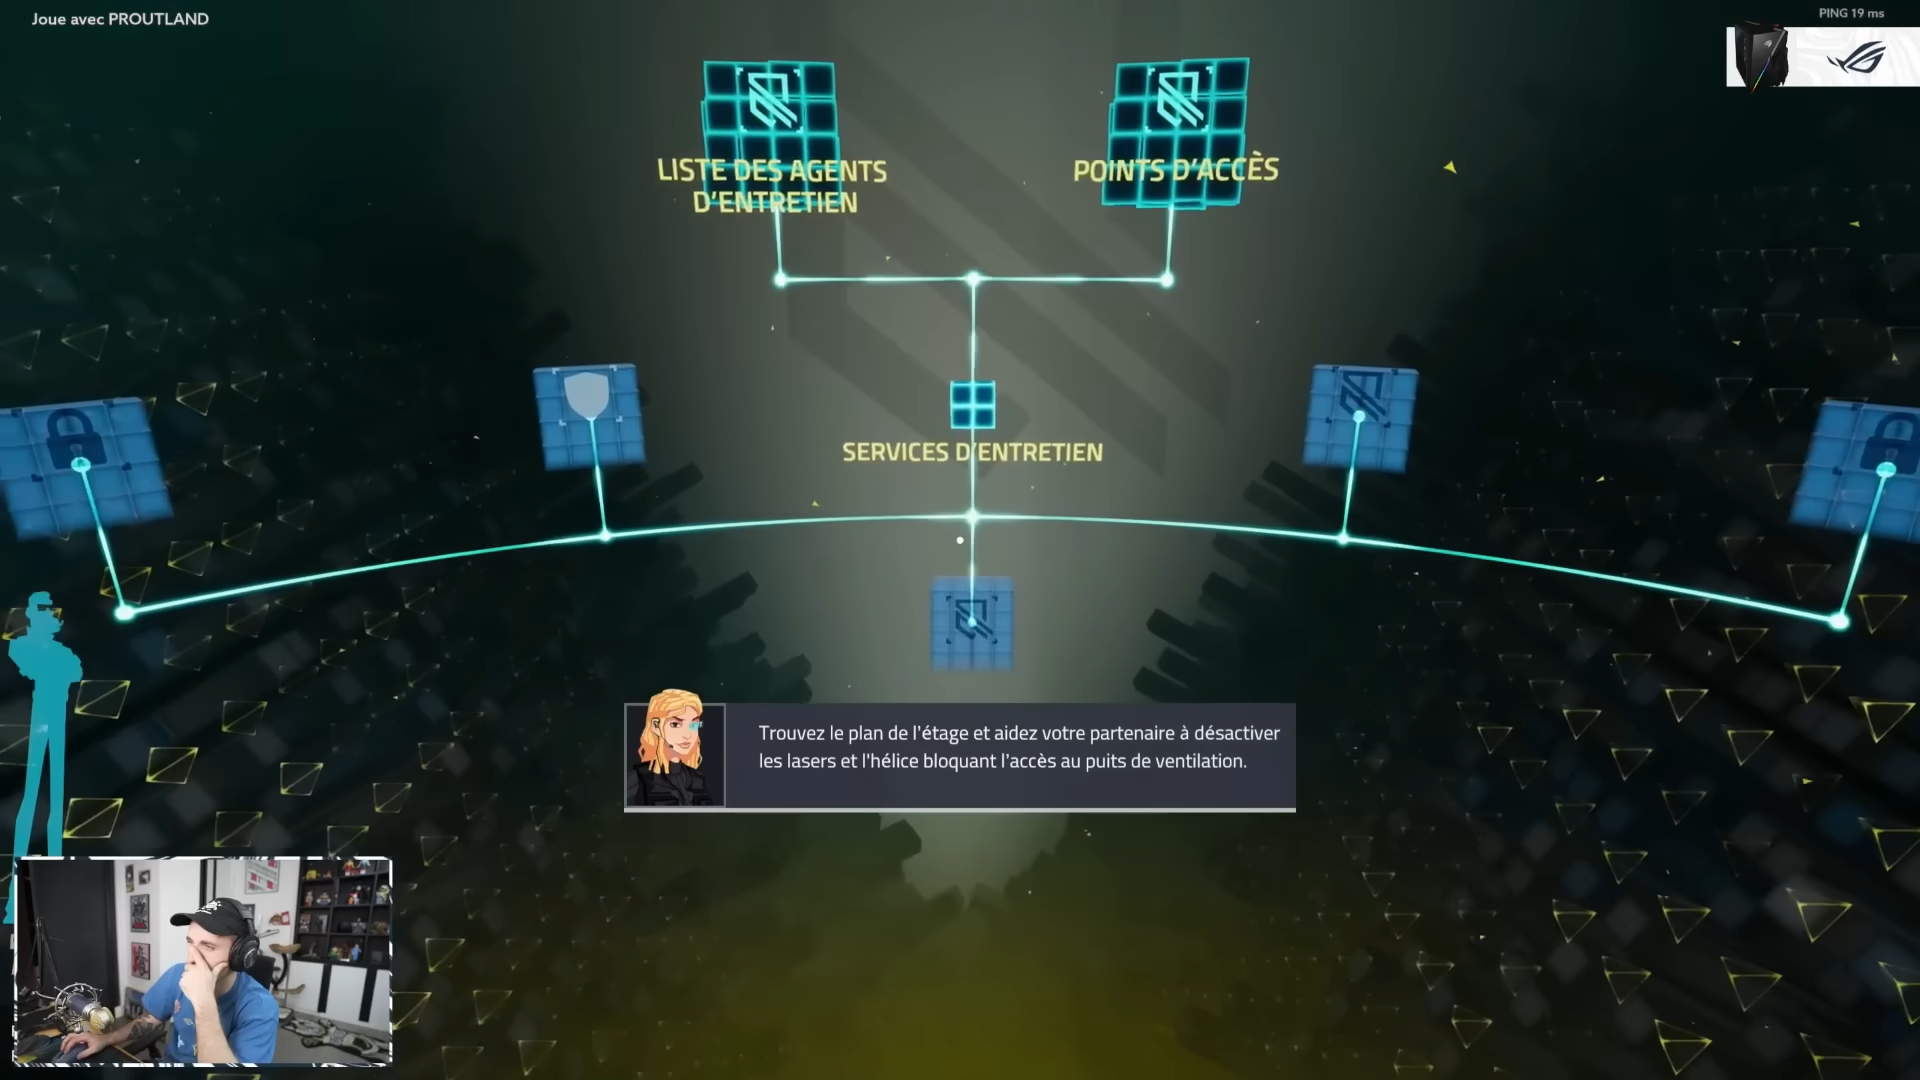 Joue avec PROUTLAND
PING 19 ms
LISTE DES AGENTS
D'ENTRETIEN
POINTS D'ACCÈS
SERVICES D'ENTRETIEN
Trouvez le plan de l'étage et aidez votre partenaire à désactiver
les lasers et l'hélice bloquant l'accès au puits de ventilation.